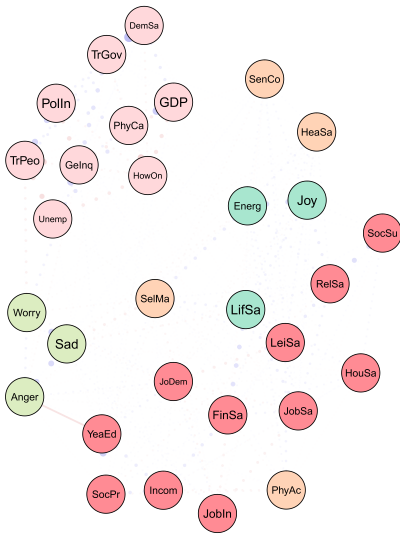 DemSa
TrGov
SenCo
PolIn
GDP
PhyCa
HeaSa
TrPeo
GeInq
HowOn
Energ
Joy
Unemp
SocSu
RelSa
SelMa
Worry
LifSa
Sad
LeiSa
HouSa
JoDem
Anger
FinSa
JobSa
YeaEd
SocPr
Incom
PhyAc
JobIn